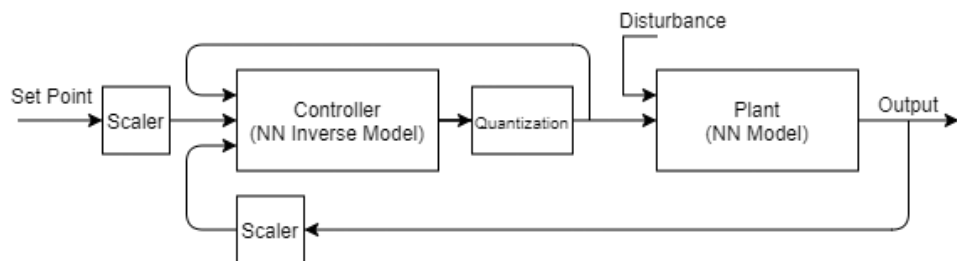 Disturbance
Set Point
Scaler
Controller
(NN Inverse Model)
Quantization
Plant
(NN Model)
Output
Scaler